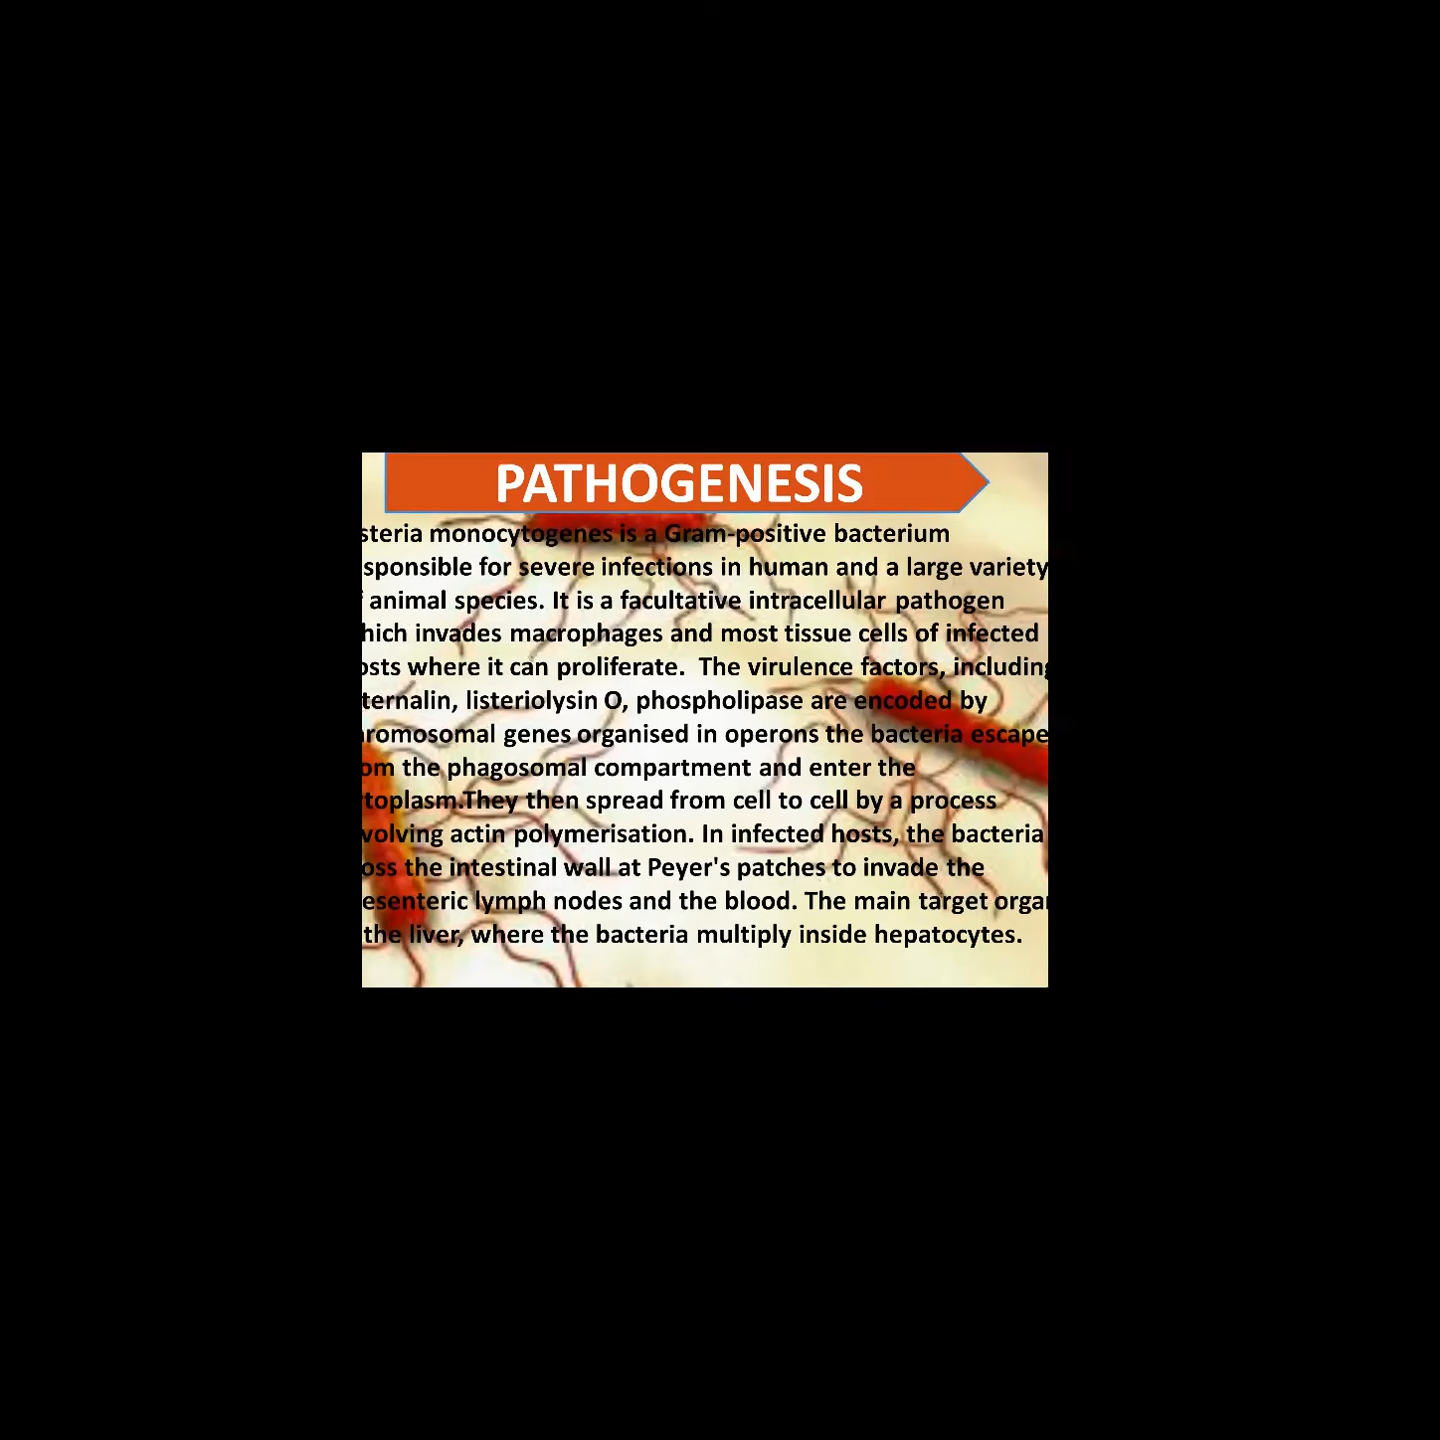 PATHOGENESIS
steria monocytogenes is a Gram-positive bacterium
sponsible for severe infections in human and a large variety
animal species. It is a facultative intracellular pathogen
hich invades macrophages and most tissue cells of infected
osts where it can proliferate. The virulence factors, including
ternalin, listeriolysin O, phospholipase are encoded by
romosomal genes organised in operons the bacteria escape
om the phagosomal compartment and enter the
toplasm.They then spread from cell to cell by a process
volving actin polymerisation. In infected hosts, the bacteria
oss the intestinal wall at Peyer's patches to invade the
esenteric lymph nodes and the blood. The main target orga
the liver, where the bacteria multiply inside hepatocytes.